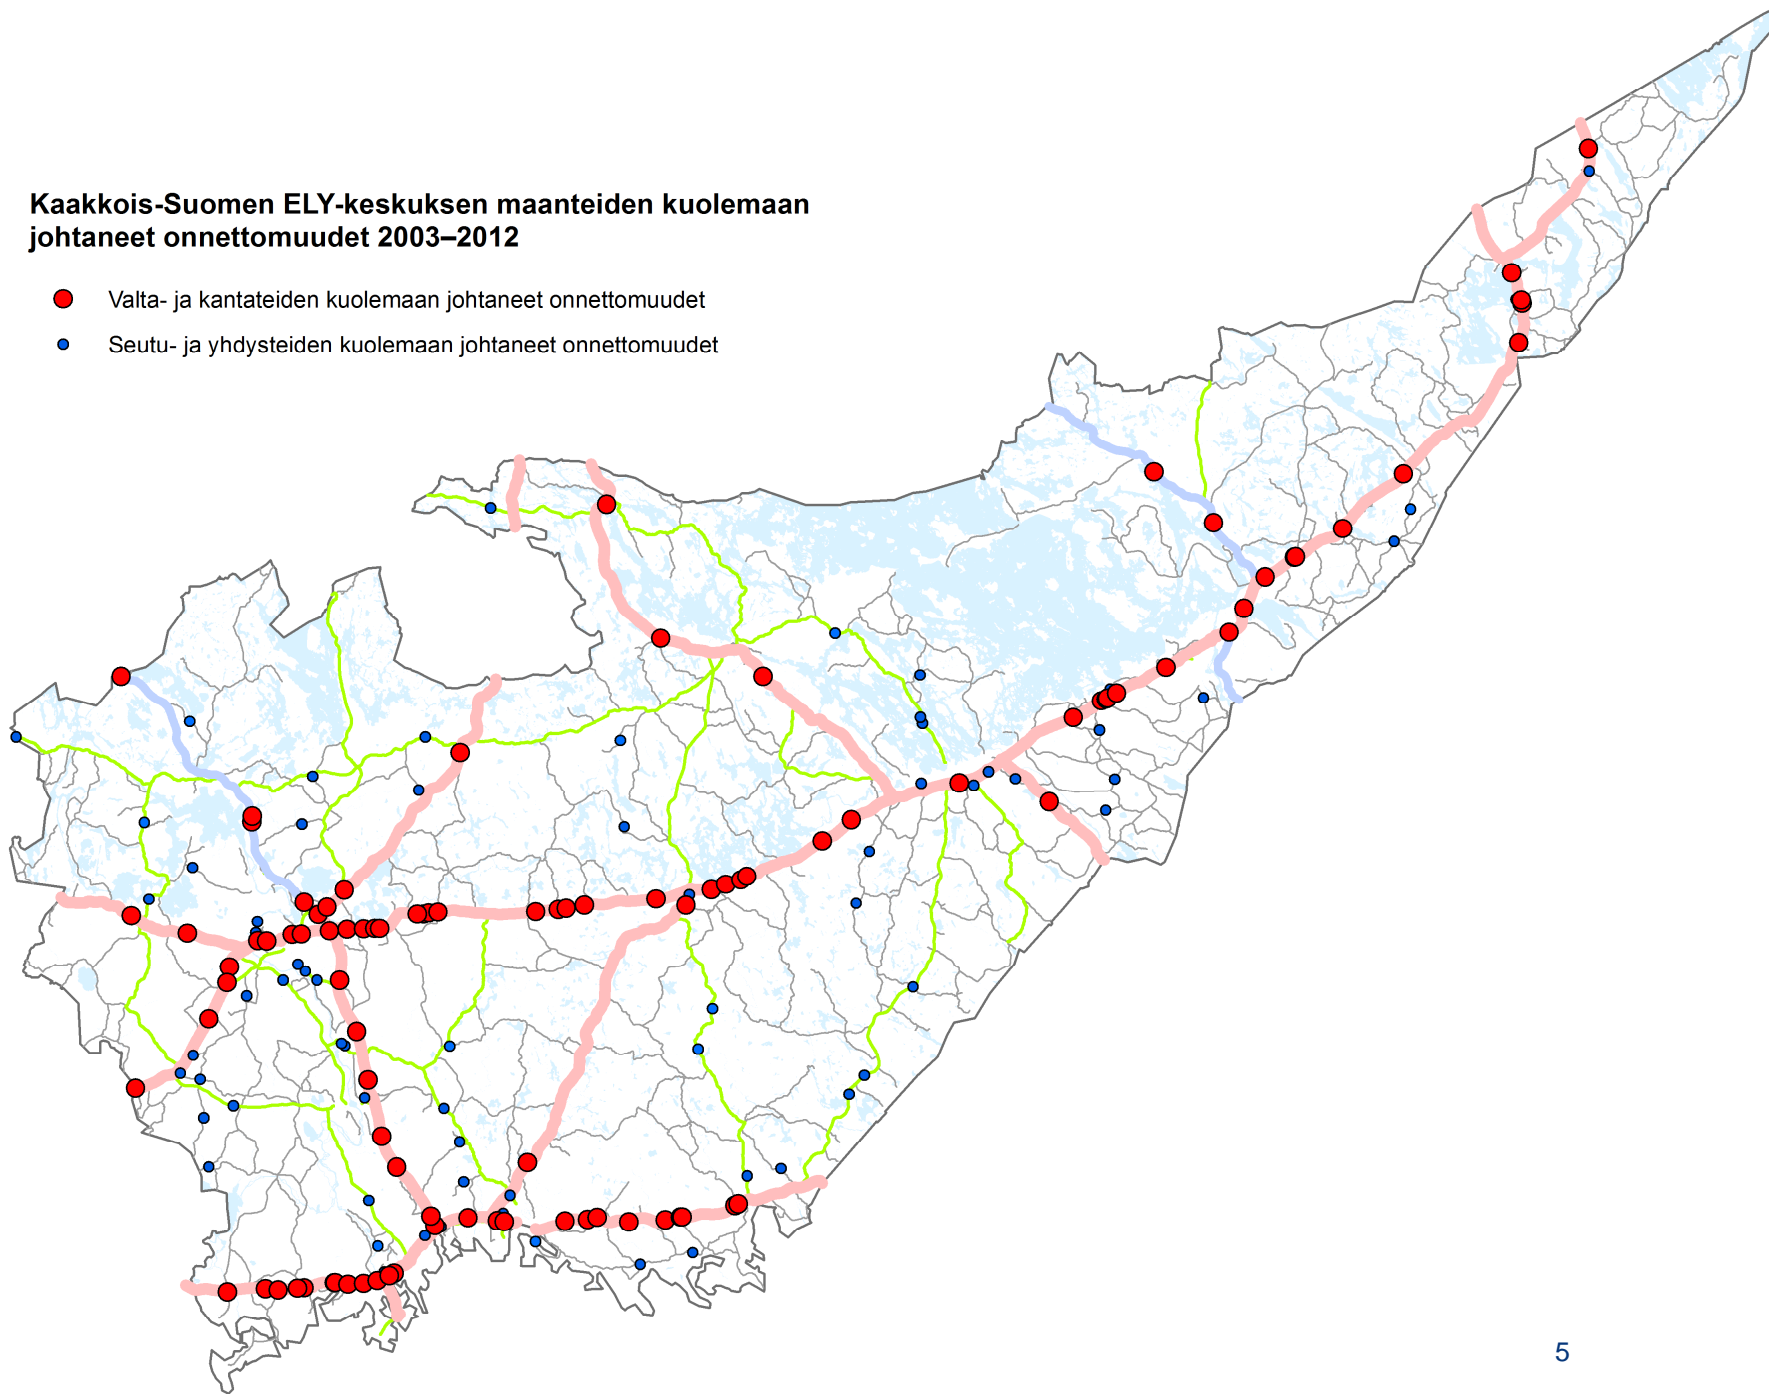 Kaakkois-Suomen ELY-keskuksen maanteiden kuolemaan
johtaneet onnettomuudet 2003–2012
Valta- ja kantateiden kuolemaan johtaneet onnettomuudet
Seutu- ja yhdysteiden kuolemaan johtaneet onnettomuudet
5